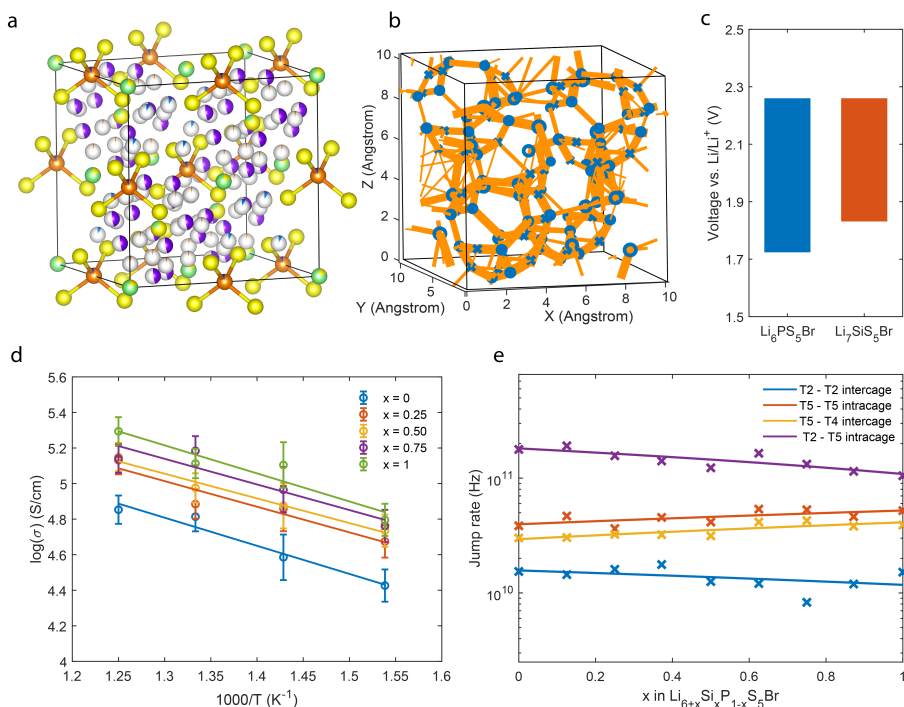 a
b
c
10
8
6
4
2
0
Z (Angstrom)
10
5
0
Y (Angstrom)
2
4
6
8
10
X (Angstrom)
2.5
2.3
2.1
1.9
1.7
1.5
Voltage vs. Li/Li⁺ (V)
Li₆PS₅Br
Li₇SiS₅Br
d
5.6
5.4
5.2
5
4.8
4.6
4.4
4.2
4
log(σ) (S/cm)
x = 0
x = 0.25
x = 0.50
x = 0.75
x = 1
1.2
1.25
1.3
1.35
1.4
1.45
1.5
1.55
1.6
1000/T (K⁻¹)
e
T2 - T2 intercage
T5 - T5 intracage
T5 - T4 intercage
T2 - T5 intracage
10¹¹
10¹⁰
Jump rate (Hz)
0
0.2
0.4
0.6
0.8
1
x in Li₆₊ₓSiₓP₁₋ₓS₅Br